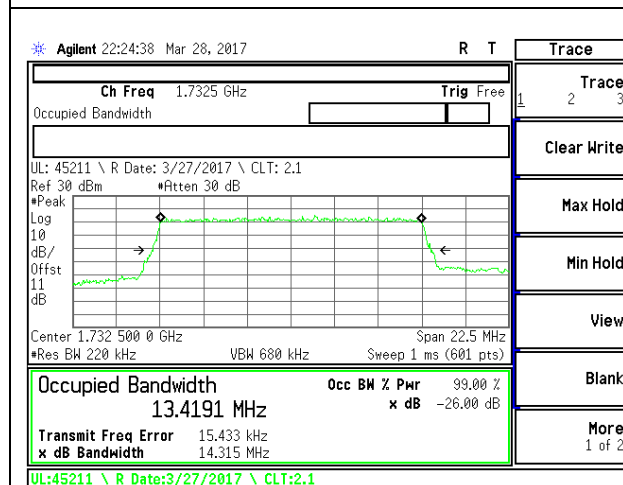 Agilent 22:24:38 Mar 28, 2017 R T
Trace
Ch Freq 1.7325 GHz Trig Free
Occupied Bandwidth
Trace
1 2 3
Clear Write
Max Hold
Min Hold
View
Blank
More
1 of 2
UL: 45211 \ R Date: 3/27/2017 \ CLT: 2.1
Ref 30 dBm #Atten 30 dB
#Peak
Log
10
dB/
Offst
11
dB
Center 1.732 500 0 GHz Span 22.5 MHz
#Res BW 220 kHz VBW 680 kHz Sweep 1 ms (601 pts)
Occupied Bandwidth Occ BW % Pwr 99.00 %
13.4191 MHz x dB -26.00 dB
Transmit Freq Error 15.433 kHz
x dB Bandwidth 14.315 MHz
UL:45211 \ R Date:3/27/2017 \ CLT:2.1